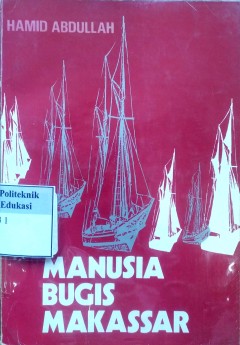 HAMID ABDULLAH
Politeknik
Edukasi
MANUSIA
BUGIS
MAKASSAR